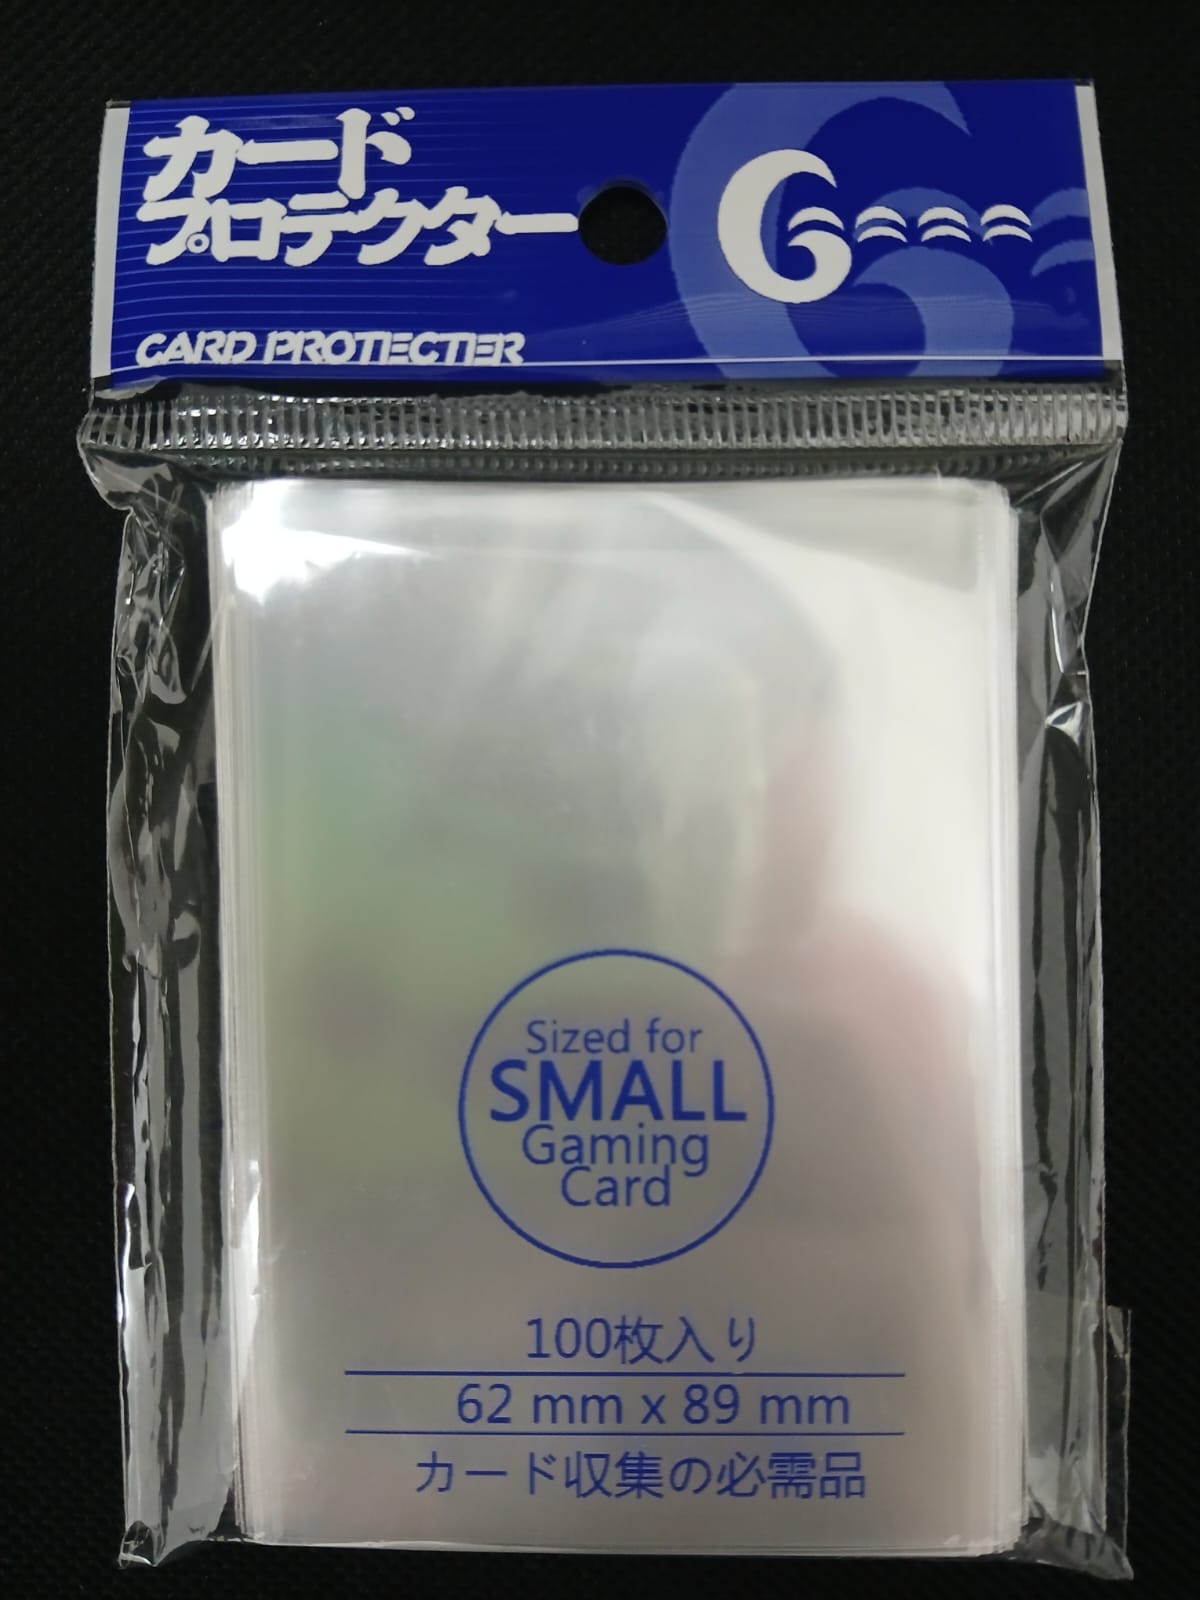 カード
プロテクター
CARD PROTECTER
Sized for
SMALL
Gaming
Card
100枚入り
62 mm x 89 mm
カード収集の必需品